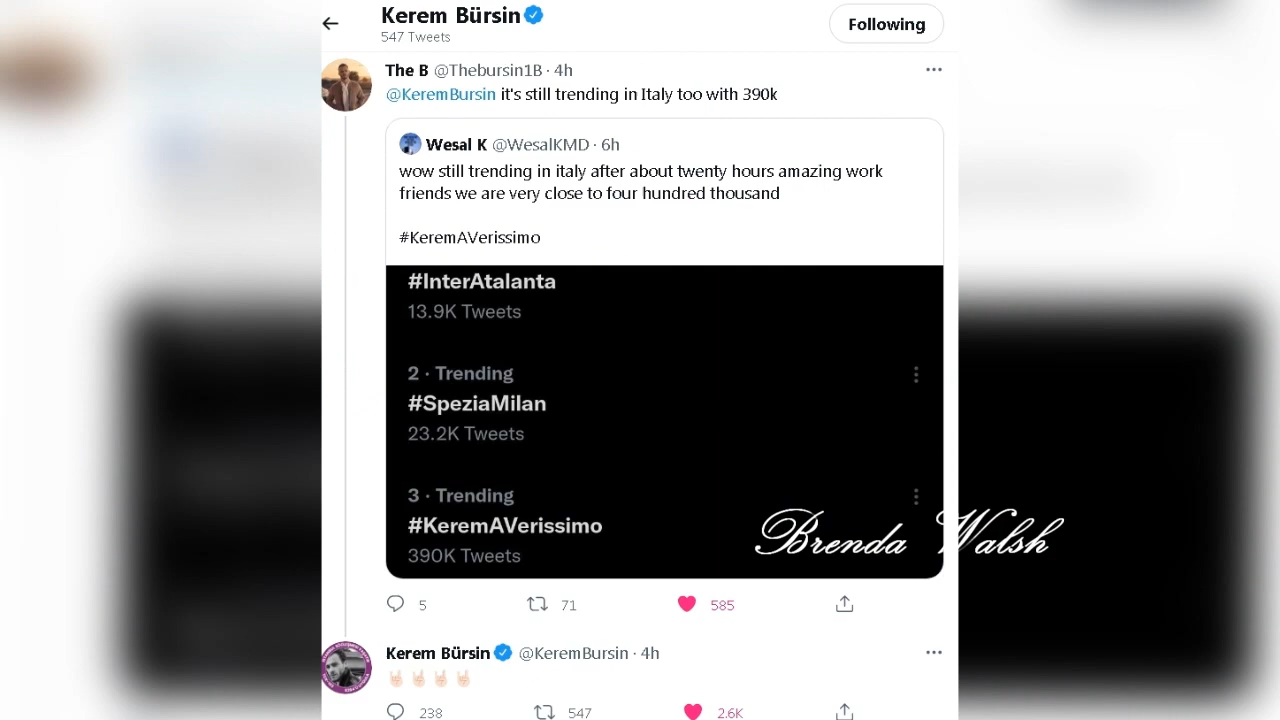 Kerem Bürsin
547 Tweets
Following
The B @Thebursin1B · 4h
@KeremBursin it's still trending in Italy too with 390k
Wesal K @WesalKMD · 6h
wow still trending in italy after about twenty hours amazing work
friends we are very close to four hundred thousand
#KeremAVerissimo
#InterAtalanta
13.9K Tweets
2 · Trending
#SpeziaMilan
23.2K Tweets
3 · Trending
#KeremAVerissimo
390K Tweets
Brenda Walsh
5 71 585
Kerem Bürsin @KeremBursin · 4h
🤘🏻🤘🏻🤘🏻🤘🏻
238 547 2.6K